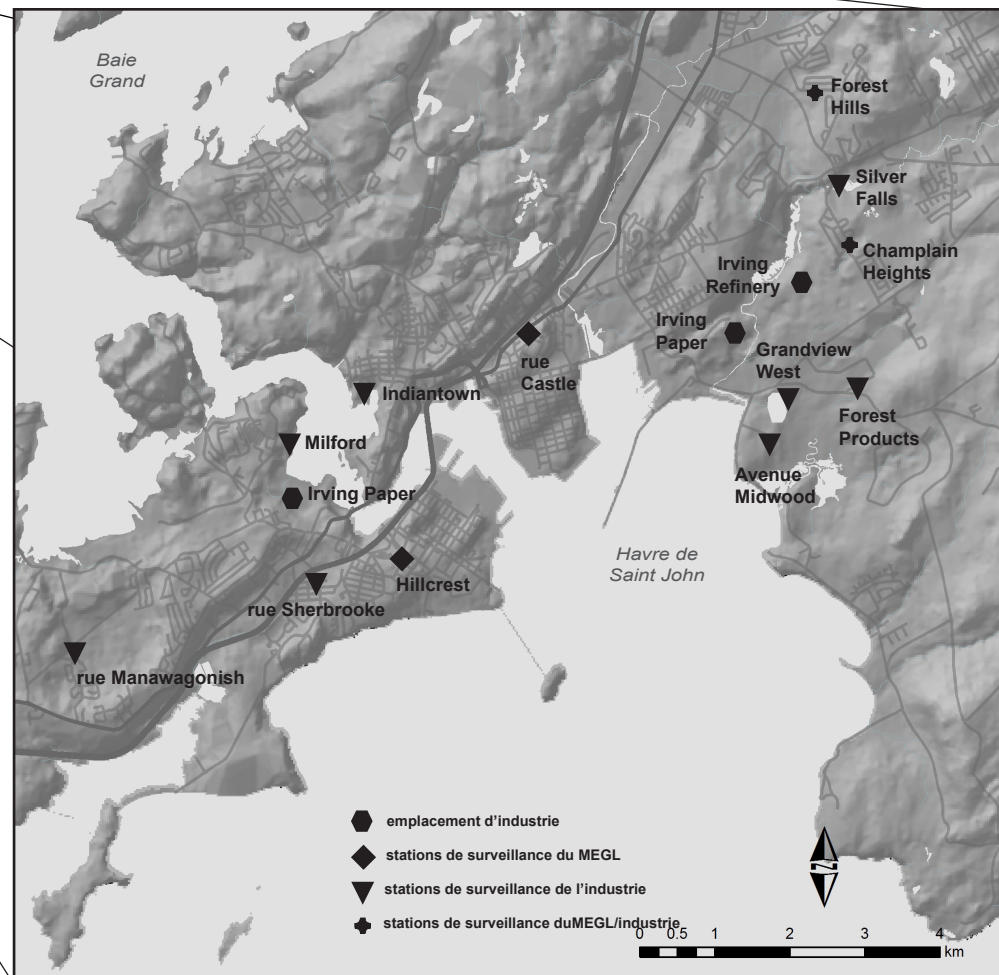 Baie
Grand
Forest
Hills
Silver
Falls
Champlain
Heights
Irving
Refinery
Irving
Paper
Grandview
West
rue
Castle
Indiantown
Forest
Products
Milford
Avenue
Midwood
Irving Paper
Havre de
Saint John
Hillcrest
rue Sherbrooke
rue Manawagonish
emplacement d'industrie
stations de surveillance du MEGL
stations de surveillance de l'industrie
stations de surveillance duMEGL/industrie
N
0 0.5 1 2 3 4
km